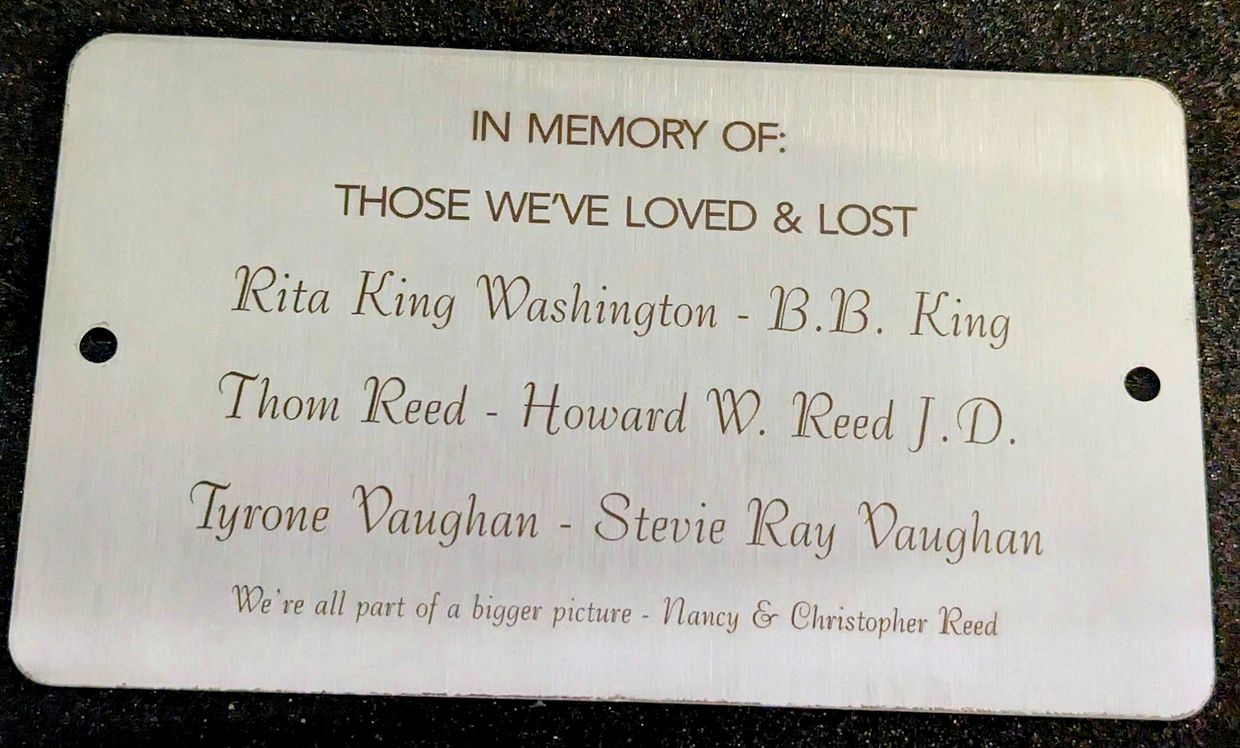 IN MEMORY OF:
THOSE WE'VE LOVED & LOST
Rita King Washington - B.B. King
Thom Reed - Howard W. Reed J.D.
Tyrone Vaughan - Stevie Ray Vaughan
We're all part of a bigger picture - Nancy & Christopher Reed